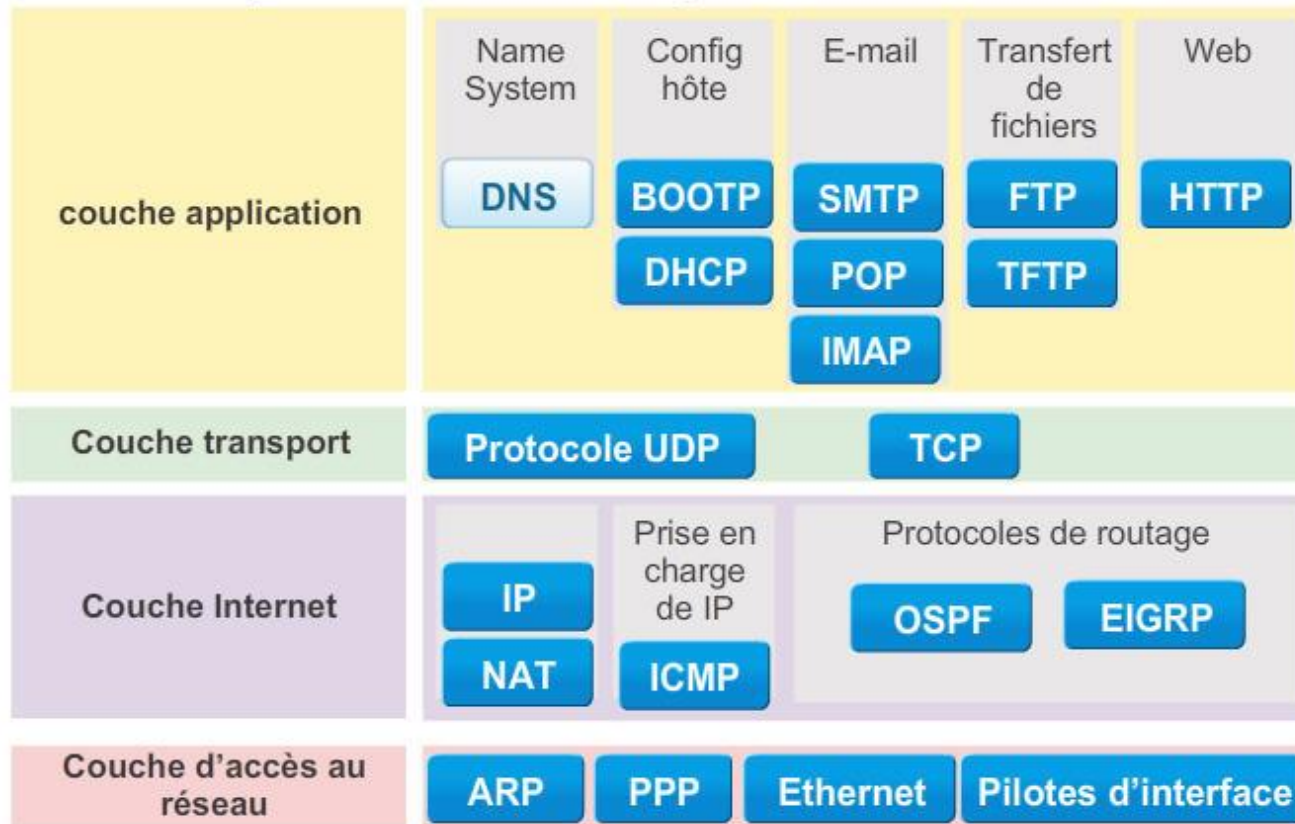 couche application
Name
System
DNS
Config
hôte
BOOTP
DHCP
E-mail
SMTP
POP
IMAP
Transfert
de
fichiers
FTP
TFTP
Web
HTTP
Couche transport
Protocole UDP
TCP
Couche Internet
IP
NAT
Prise en
charge
de IP
ICMP
Protocoles de routage
OSPF
EIGRP
Couche d’accès au
réseau
ARP
PPP
Ethernet
Pilotes d’interface